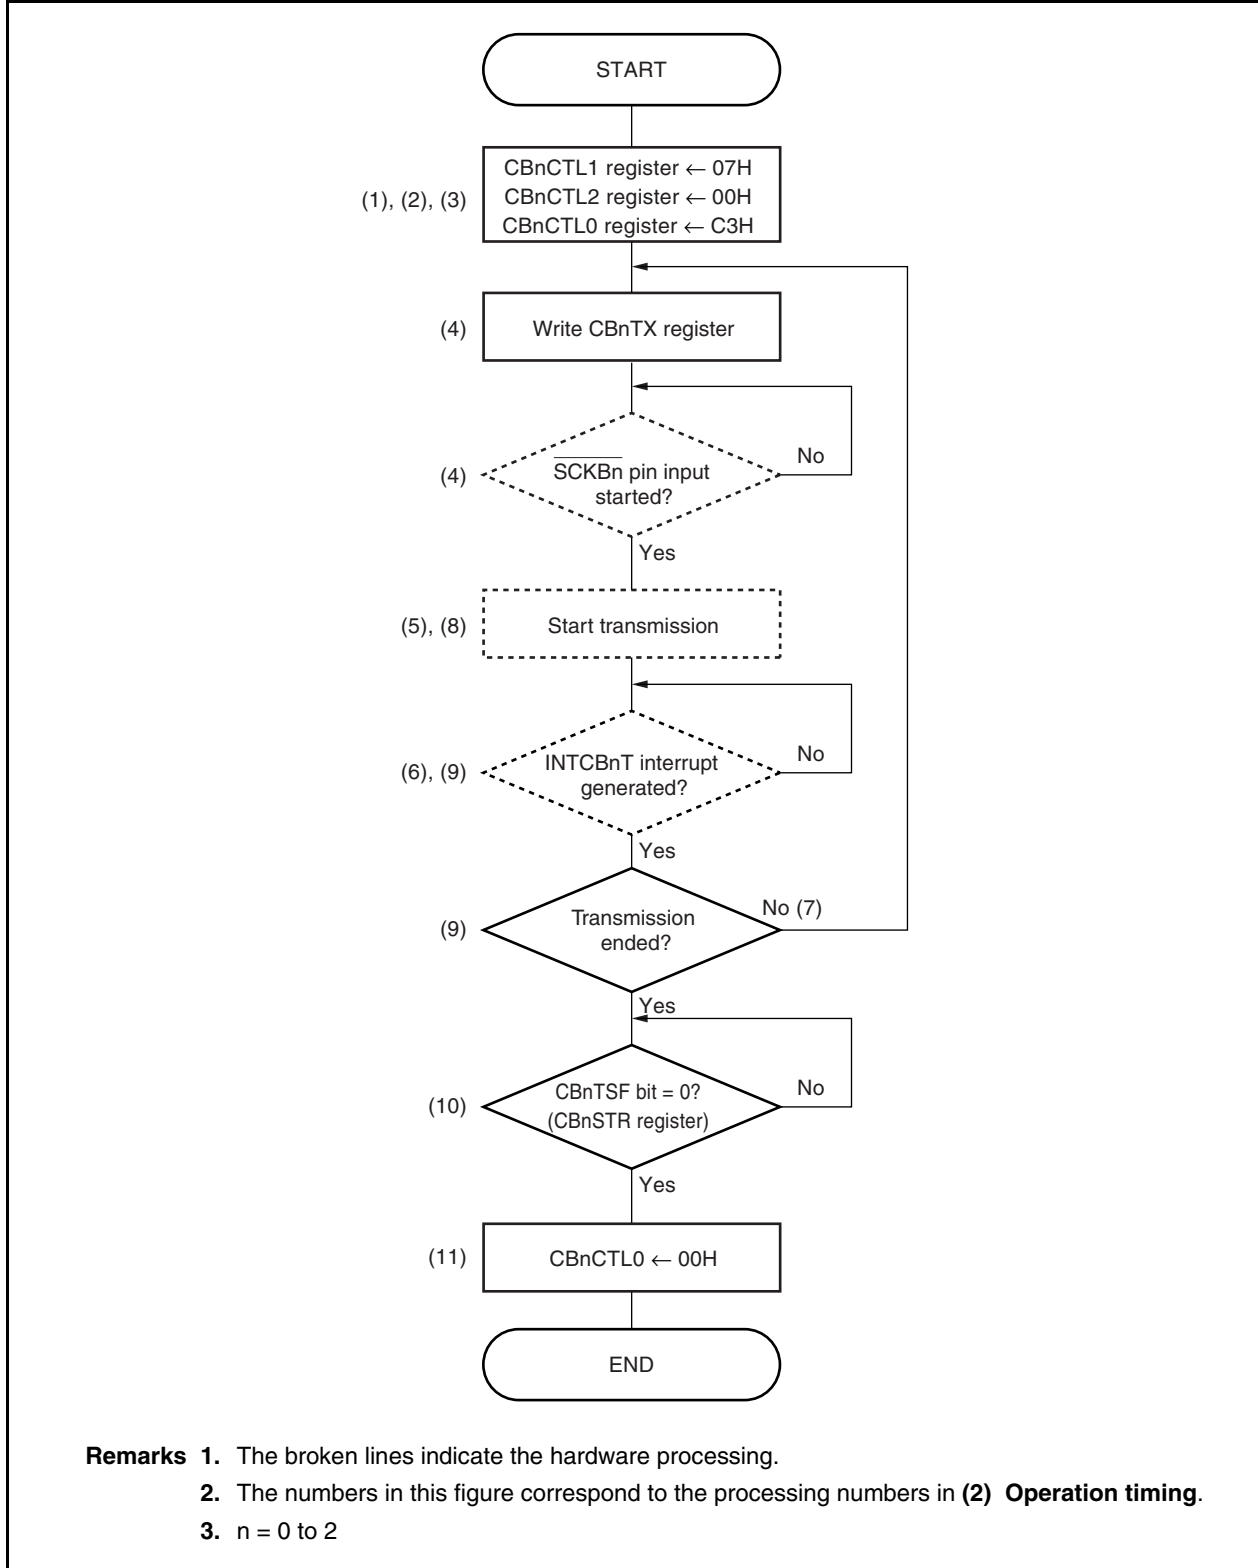 START
CBnCTL1 register ← 07H
(1), (2), (3) CBnCTL2 register ← 00H
CBnCTL0 register ← C3H
(4) Write CBnTX register
(4) SCKBn pin input No
started?
Yes
(5), (8) Start transmission
(6), (9) INTCBnT interrupt No
generated?
Yes
(9) Transmission No (7)
ended?
Yes
(10) CBnTSF bit = 0? No
(CBnSTR register)
Yes
(11) CBnCTL0 ← 00H
END
Remarks 1. The broken lines indicate the hardware processing.
2. The numbers in this figure correspond to the processing numbers in (2) Operation timing.
3. n = 0 to 2